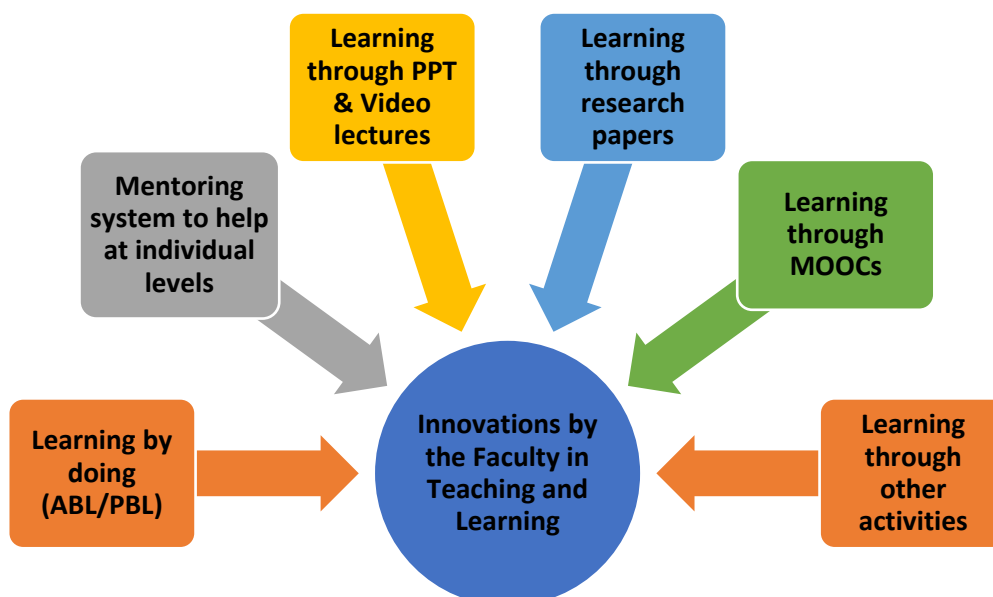 Learning
through PPT
& Video
lectures
Learning
through
research
papers
Mentoring
system to help
at individual
levels
Learning
through
MOOCs
Learning by
doing
(ABL/PBL)
Innovations by
the Faculty in
Teaching and
Learning
Learning
through
other
activities